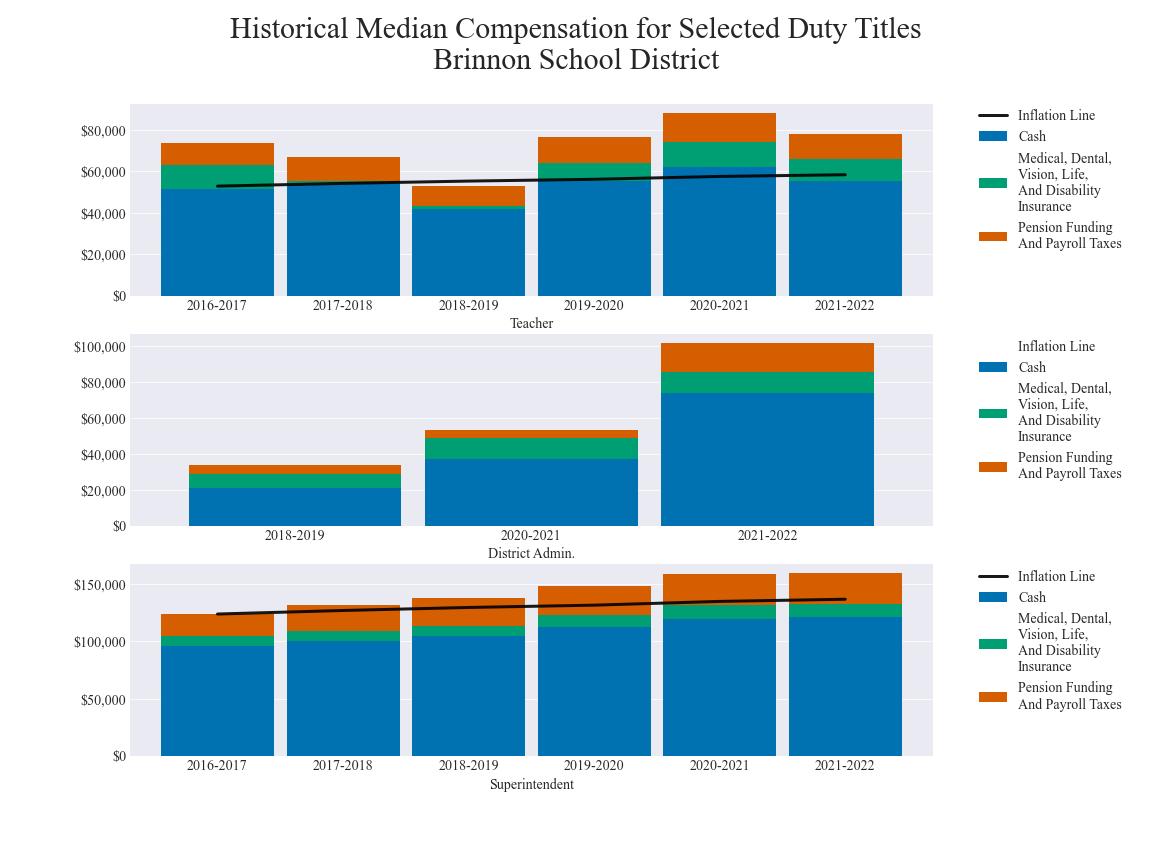 Historical Median Compensation for Selected Duty Titles
Brinnon School District
$80,000
$60,000
$40,000
$20,000
$0
2016-2017 2017-2018 2018-2019 2019-2020 2020-2021 2021-2022
Teacher
Inflation Line
Cash
Medical, Dental,
Vision, Life,
And Disability
Insurance
Pension Funding
And Payroll Taxes
$100,000
$80,000
$60,000
$40,000
$20,000
$0
2018-2019 2020-2021 2021-2022
District Admin.
Inflation Line
Cash
Medical, Dental,
Vision, Life,
And Disability
Insurance
Pension Funding
And Payroll Taxes
$150,000
$100,000
$50,000
$0
2016-2017 2017-2018 2018-2019 2019-2020 2020-2021 2021-2022
Superintendent
Inflation Line
Cash
Medical, Dental,
Vision, Life,
And Disability
Insurance
Pension Funding
And Payroll Taxes